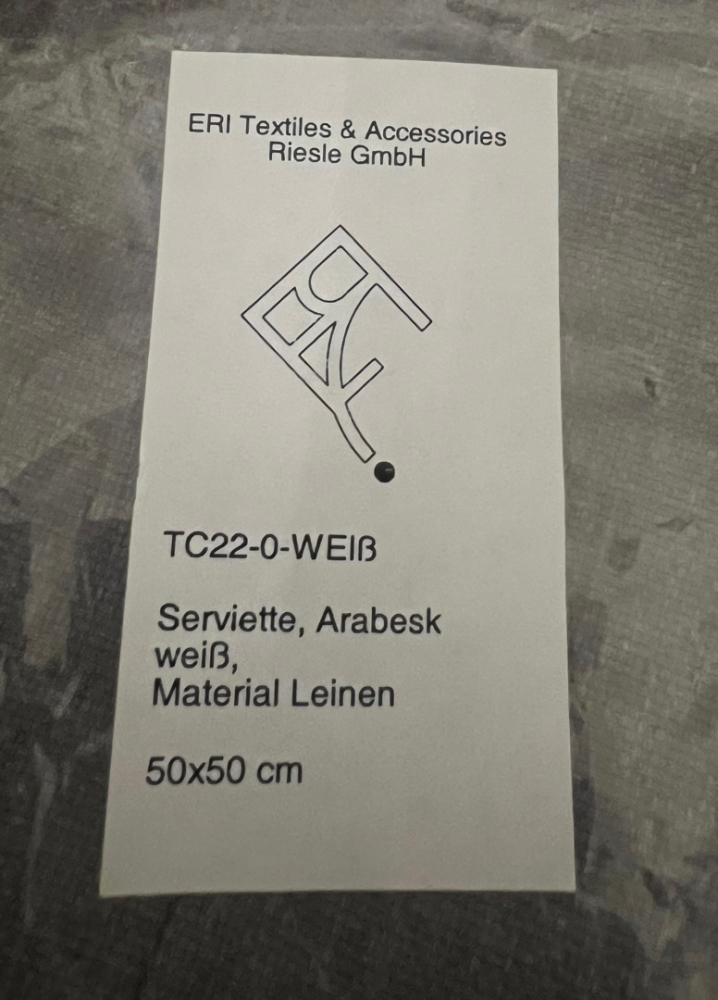 ERI Textiles & Accessories
Riesle GmbH
TC22-0-WEIß
Serviette, Arabesk
weiß,
Material Leinen
50x50 cm